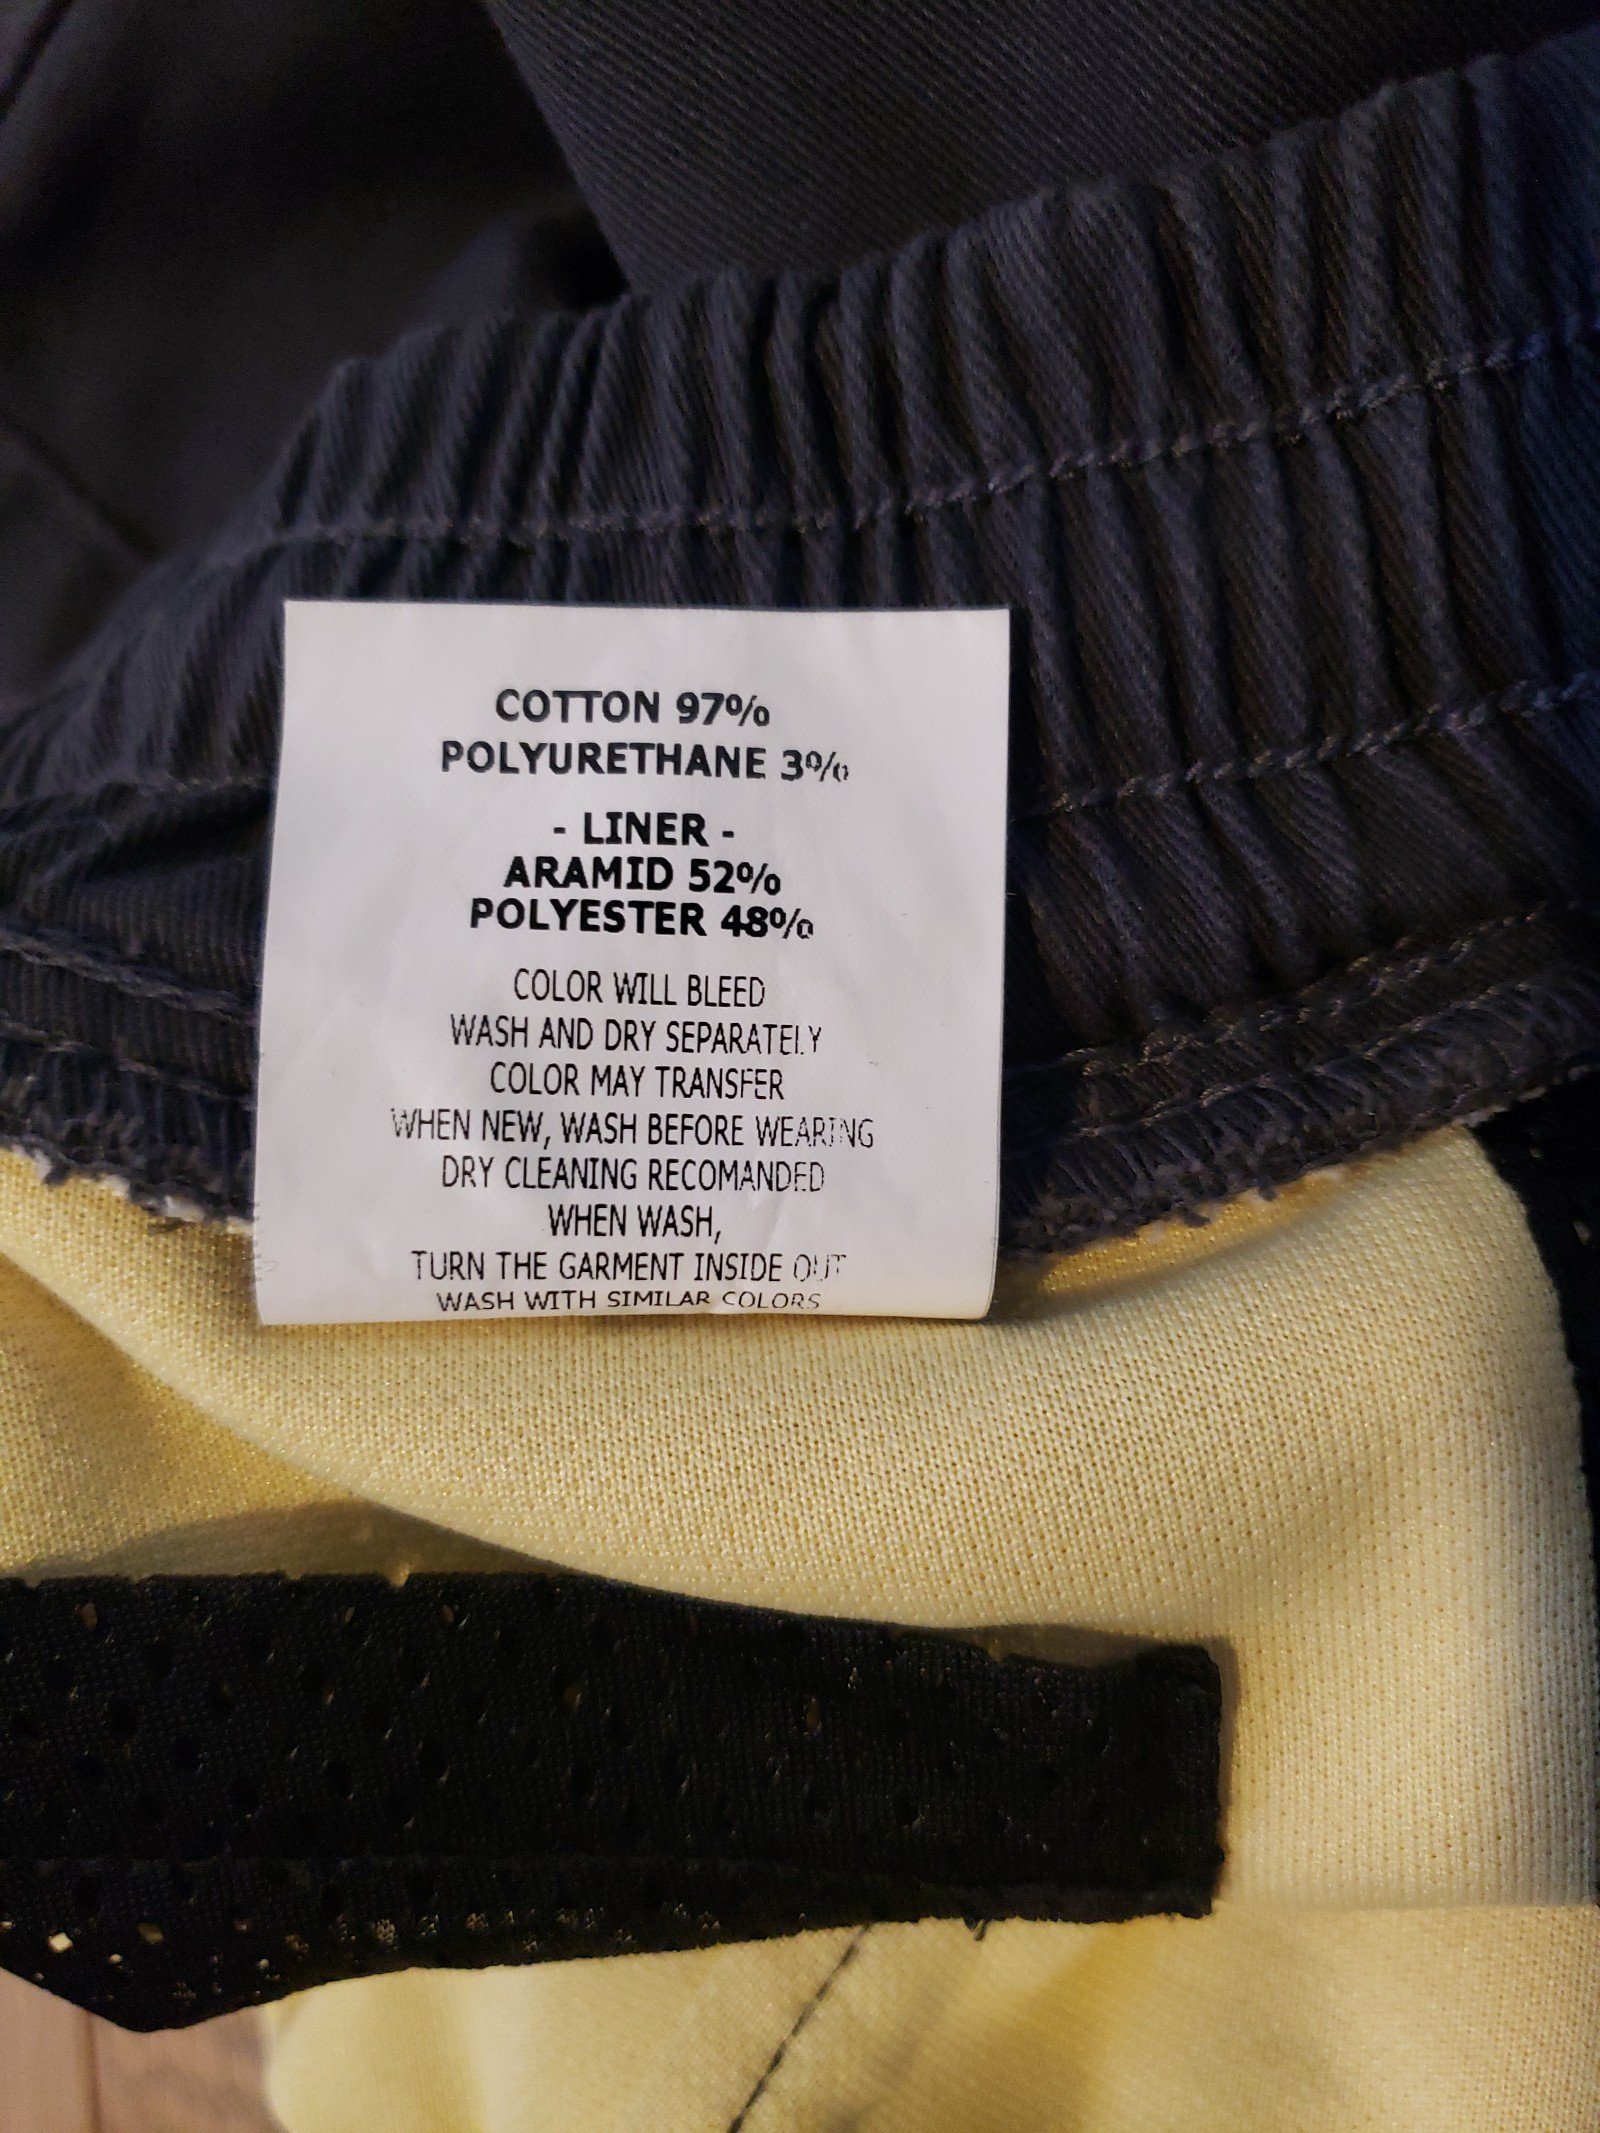 COTTON 97%
POLYURETHANE 3%
- LINER -
ARAMID 52%
POLYESTER 48%
COLOR WILL BLEED
WASH AND DRY SEPARATELY
COLOR MAY TRANSFER
WHEN NEW, WASH BEFORE WEARING
DRY CLEANING RECOMANDED
WHEN WASH,
TURN THE GARMENT INSIDE OUT
WASH WITH SIMILAR COLORS